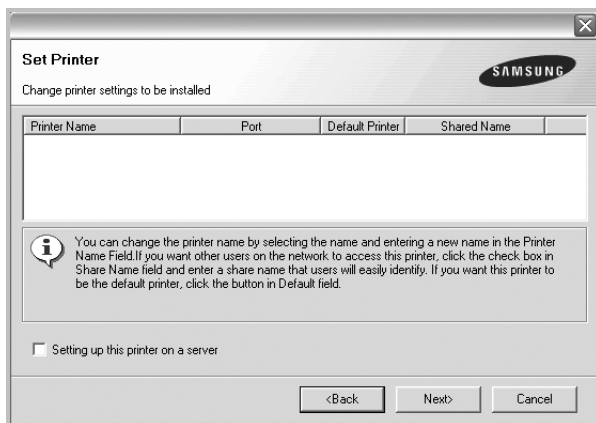 Set Printer
SAMSUNG
Change printer settings to be installed
Printer Name Port Default Printer Shared Name
You can change the printer name by selecting the name and entering a new name in the Printer
Name Field.If you want other users on the network to access this printer, click the check box in
Share Name field and enter a share name that users will easily identify. If you want this printer to
be the default printer, click the button in Default field.
Setting up this printer on a server
<Back Next> Cancel